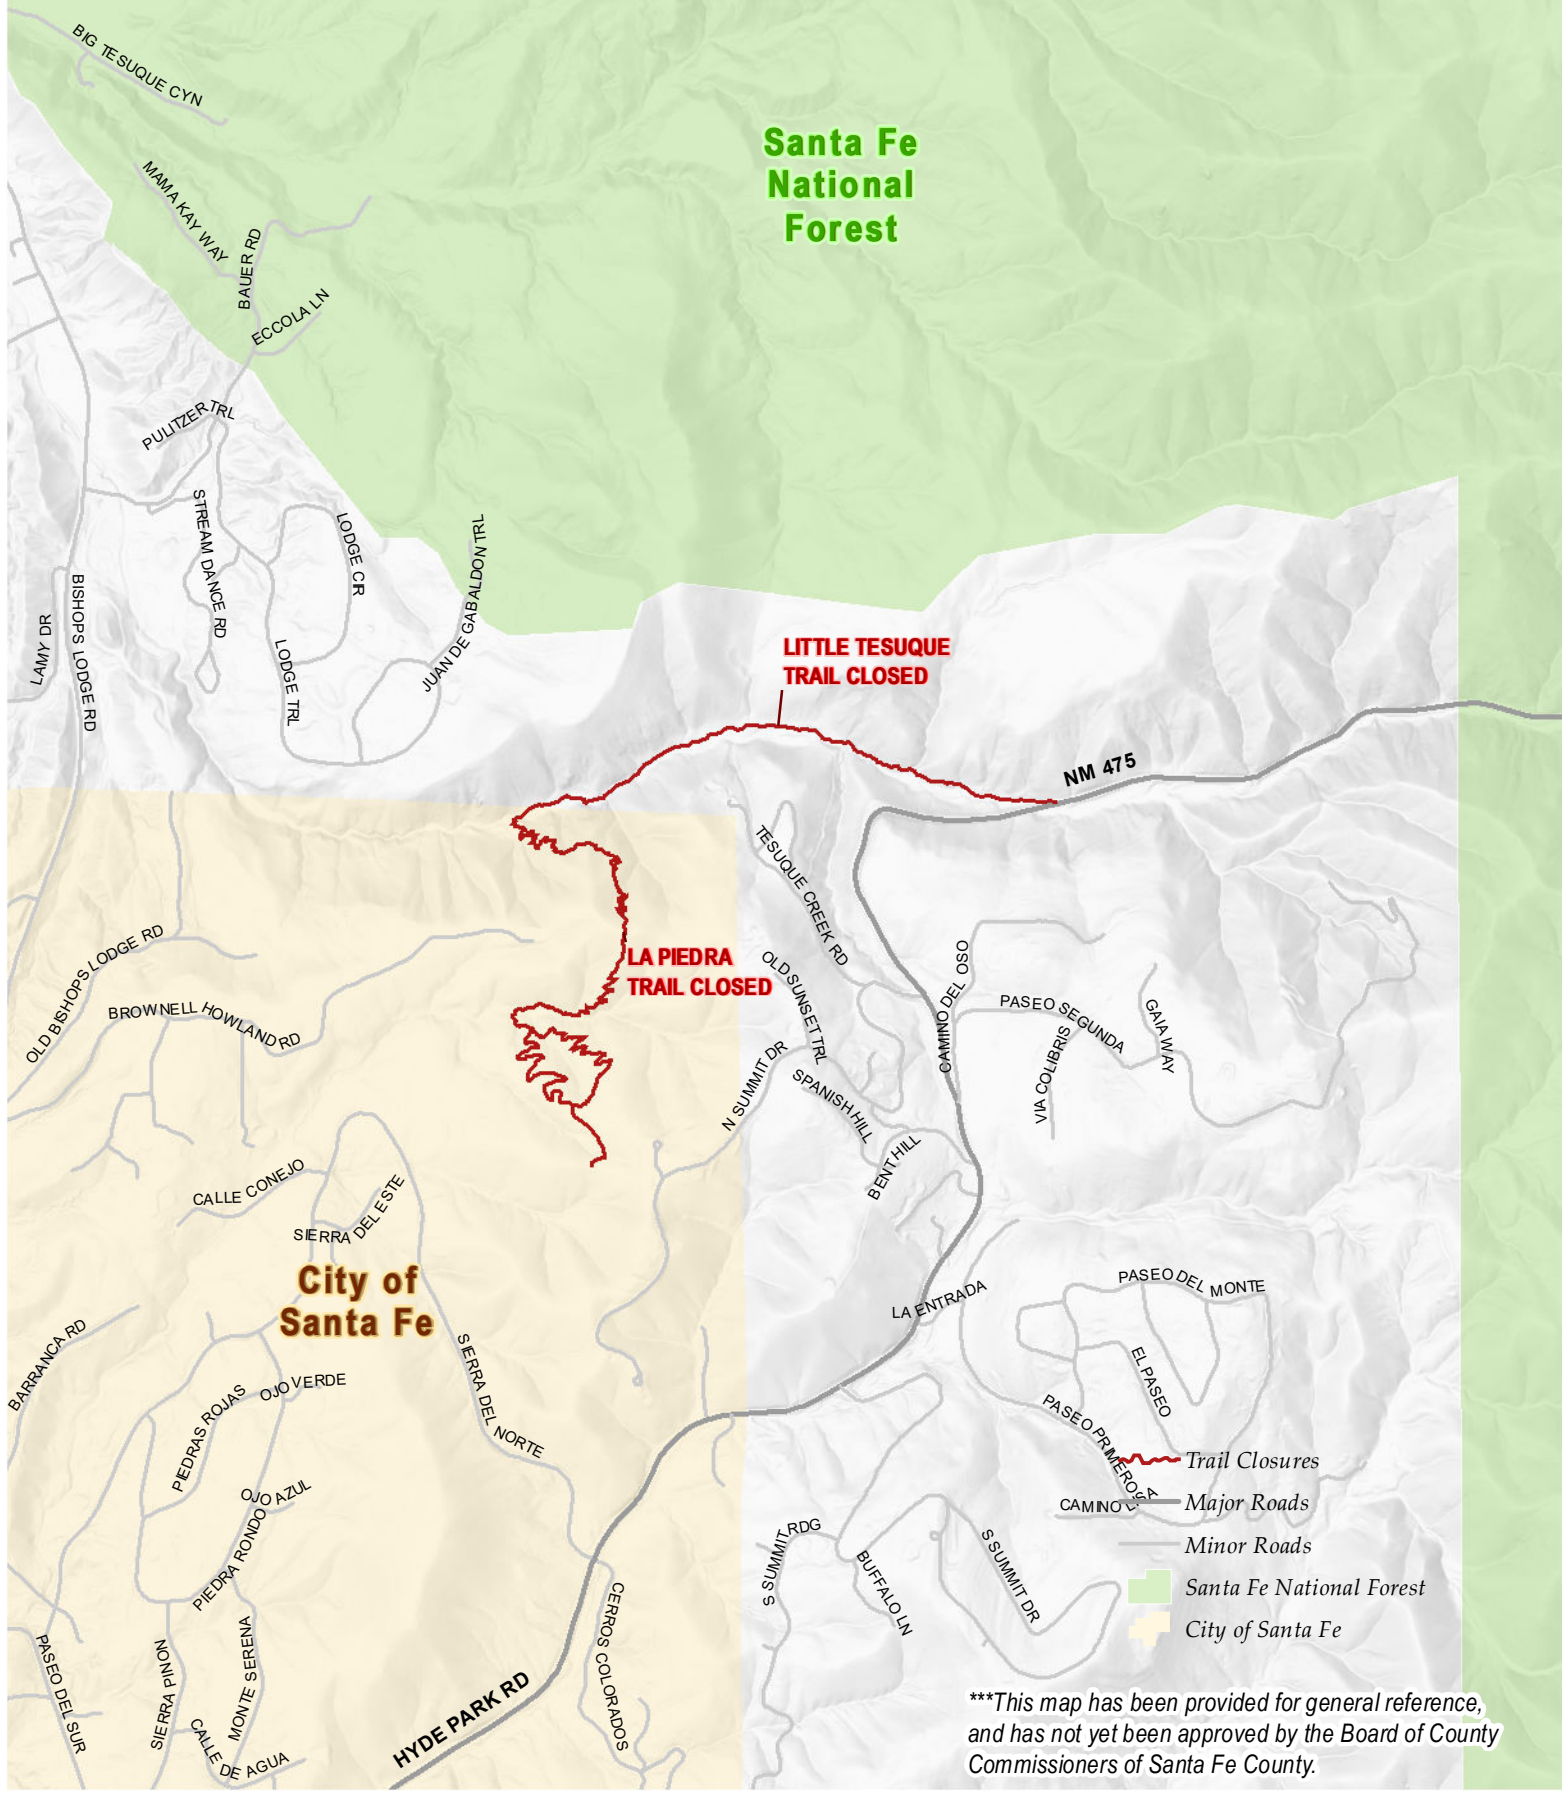 BIG TESUQUE CYN
Santa Fe
National
Forest
MAMA KAY WAY
BAUER RD
ECCOLA LN
PULITZER TRL
STREAM DANCE RD
LODGE CIR
JUAN DE GABALDON TRL
LAMY DR
BISHOPS LODGE RD
LODGE TRL
LITTLE TESUQUE
TRAIL CLOSED
NM 475
TESUQUE CREEK RD
OLD BISHOPS LODGE RD
BROWNELL HOWLAND RD
LA PIEDRA
TRAIL CLOSED
OLD SUNSET TRL
CAMINO DEL OSO
PASEO SEGUNDA
GAIA WAY
VIA COLIBRIS
N SUMMIT DR
SPANISH HILL
BENT HILL
CALLE CONEJO
SIERRA DEL ESTE
City of
Santa Fe
LA ENTRADA
PASEO DEL MONTE
BARRANCA RD
SIERRA DEL NORTE
EL PASEO
OJO VERDE
PIEDRAS ROJAS
PASEO PRIMEROSA
CAMINO
OJO AZUL
PIEDRA RONDO
S SUMMIT RDG
BUFFALO LN
S SUMMIT DR
CERROS COLORADOS
PASEO DEL SUR
SIERRA PINON
MONTE SERENA
CALLE DE AGUA
HYDE PARK RD
Trail Closures
Major Roads
Minor Roads
Santa Fe National Forest
City of Santa Fe
***This map has been provided for general reference,
and has not yet been approved by the Board of County
Commissioners of Santa Fe County.